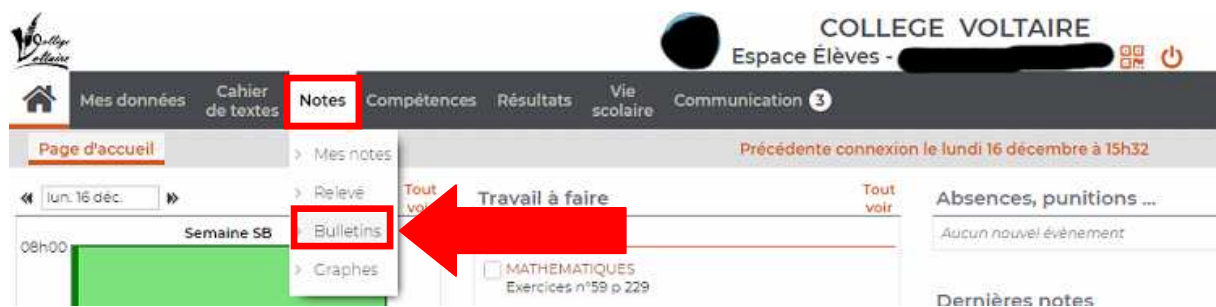 Collège
Voltaire
COLLEGE VOLTAIRE
Espace Élèves -
Mes données
Cahier de textes
Notes
Compétences
Résultats
Vie scolaire
Communication 3
Page d'accueil
Précédente connexion le lundi 16 décembre à 15h32
> Mes notes
> Relevé
> Bulletins
> Graphes
lun. 16 déc.
Tout voir
Semaine SB
08h00
Travail à faire
Tout voir
MATHEMATIQUES
Exercices n°59 p 229
Absences, punitions ...
Aucun nouvel évènement
Dernières notes